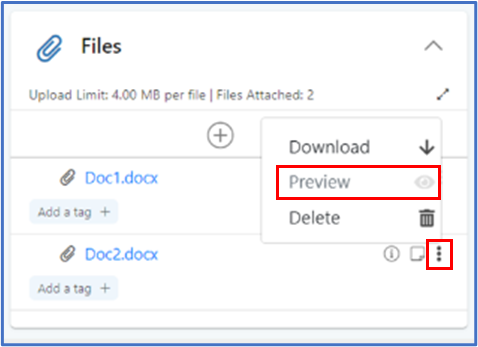 Files
Upload Limit: 4.00 MB per file | Files Attached: 2
Download
Preview
Delete
Doc1.docx
Add a tag +
Doc2.docx
Add a tag +